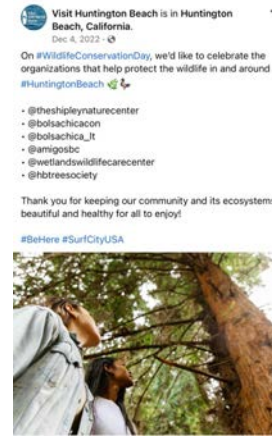 Visit Huntington Beach is in Huntington
Beach, California.
Dec 4, 2022 ·
On #WildlifeConservationDay, we'd like to celebrate the
organizations that help protect the wildlife in and around
#HuntingtonBeach 🌿🦆
- @theshipleynaturecenter
- @bolsachicacon
- @bolsachica_lt
- @amigosbc
- @wetlandswildlifecarecenter
- @hbtreesociety
Thank you for keeping our community and its ecosystems
beautiful and healthy for all to enjoy!
#BeHere #SurfCityUSA